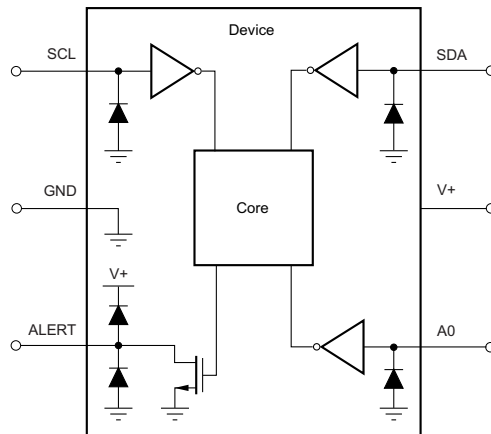 Device
SCL
SDA
GND
Core
V+
V+
ALERT
A0